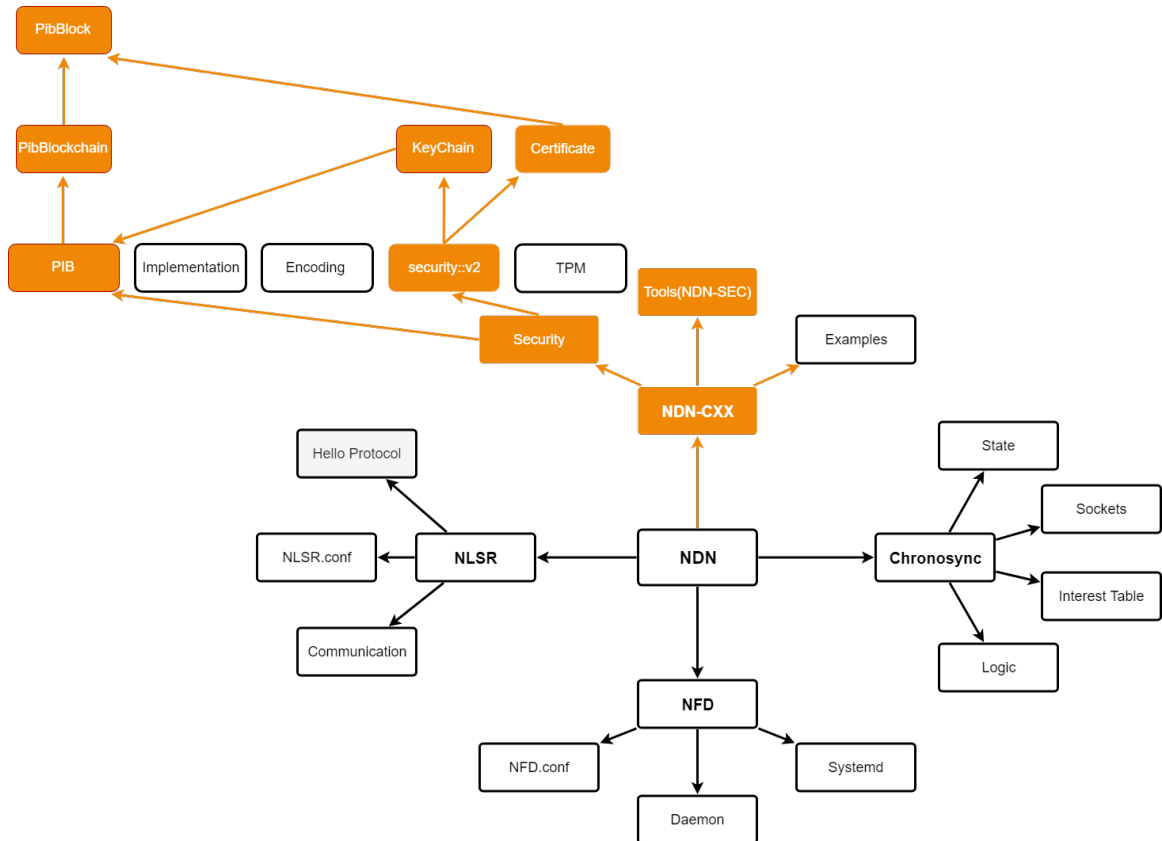 PibBlock
PibBlockchain
KeyChain
Certificate
PIB
Implementation
Encoding
security::v2
TPM
Tools(NDN-SEC)
Security
Examples
NDN-CXX
Hello Protocol
State
Sockets
NLSR.conf
NLSR
NDN
Chronosync
Interest Table
Communication
Logic
NFD
NFD.conf
Systemd
Daemon